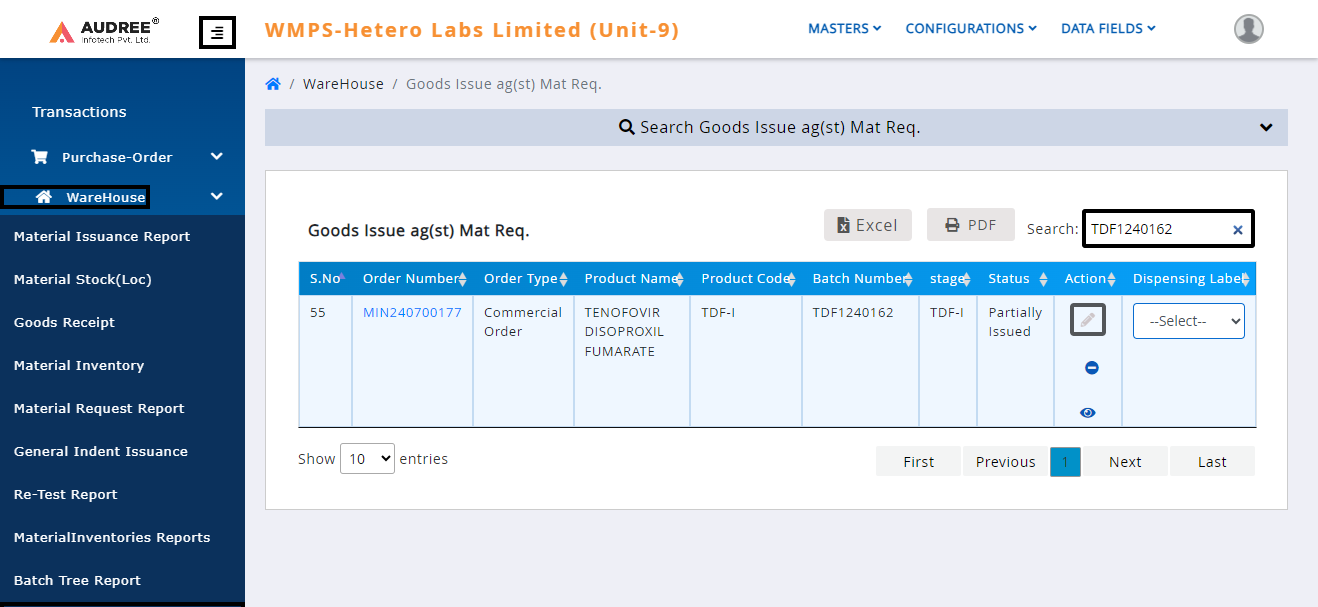 AUDREE®
Infotech Pvt. Ltd.
WMPS-Hetero Labs Limited (Unit-9)
MASTERS
CONFIGURATIONS
DATA FIELDS
Transactions
Purchase-Order
WareHouse
Material Issuance Report
Material Stock(Loc)
Goods Receipt
Material Inventory
Material Request Report
General Indent Issuance
Re-Test Report
MaterialInventories Reports
Batch Tree Report
/ WareHouse / Goods Issue ag(st) Mat Req.
Search Goods Issue ag(st) Mat Req.
Goods Issue ag(st) Mat Req.
Excel
PDF
Search: TDF1240162 ×
S.No Order Number Order Type Product Name Product Code Batch Number stage Status Action Dispensing Label
55 MIN240700177 Commercial TENOFOVIR TDF-I TDF1240162 TDF-I Partially --Select--
Order DISOPROXIL Issued
FUMARATE
Show 10 entries
First Previous 1 Next Last